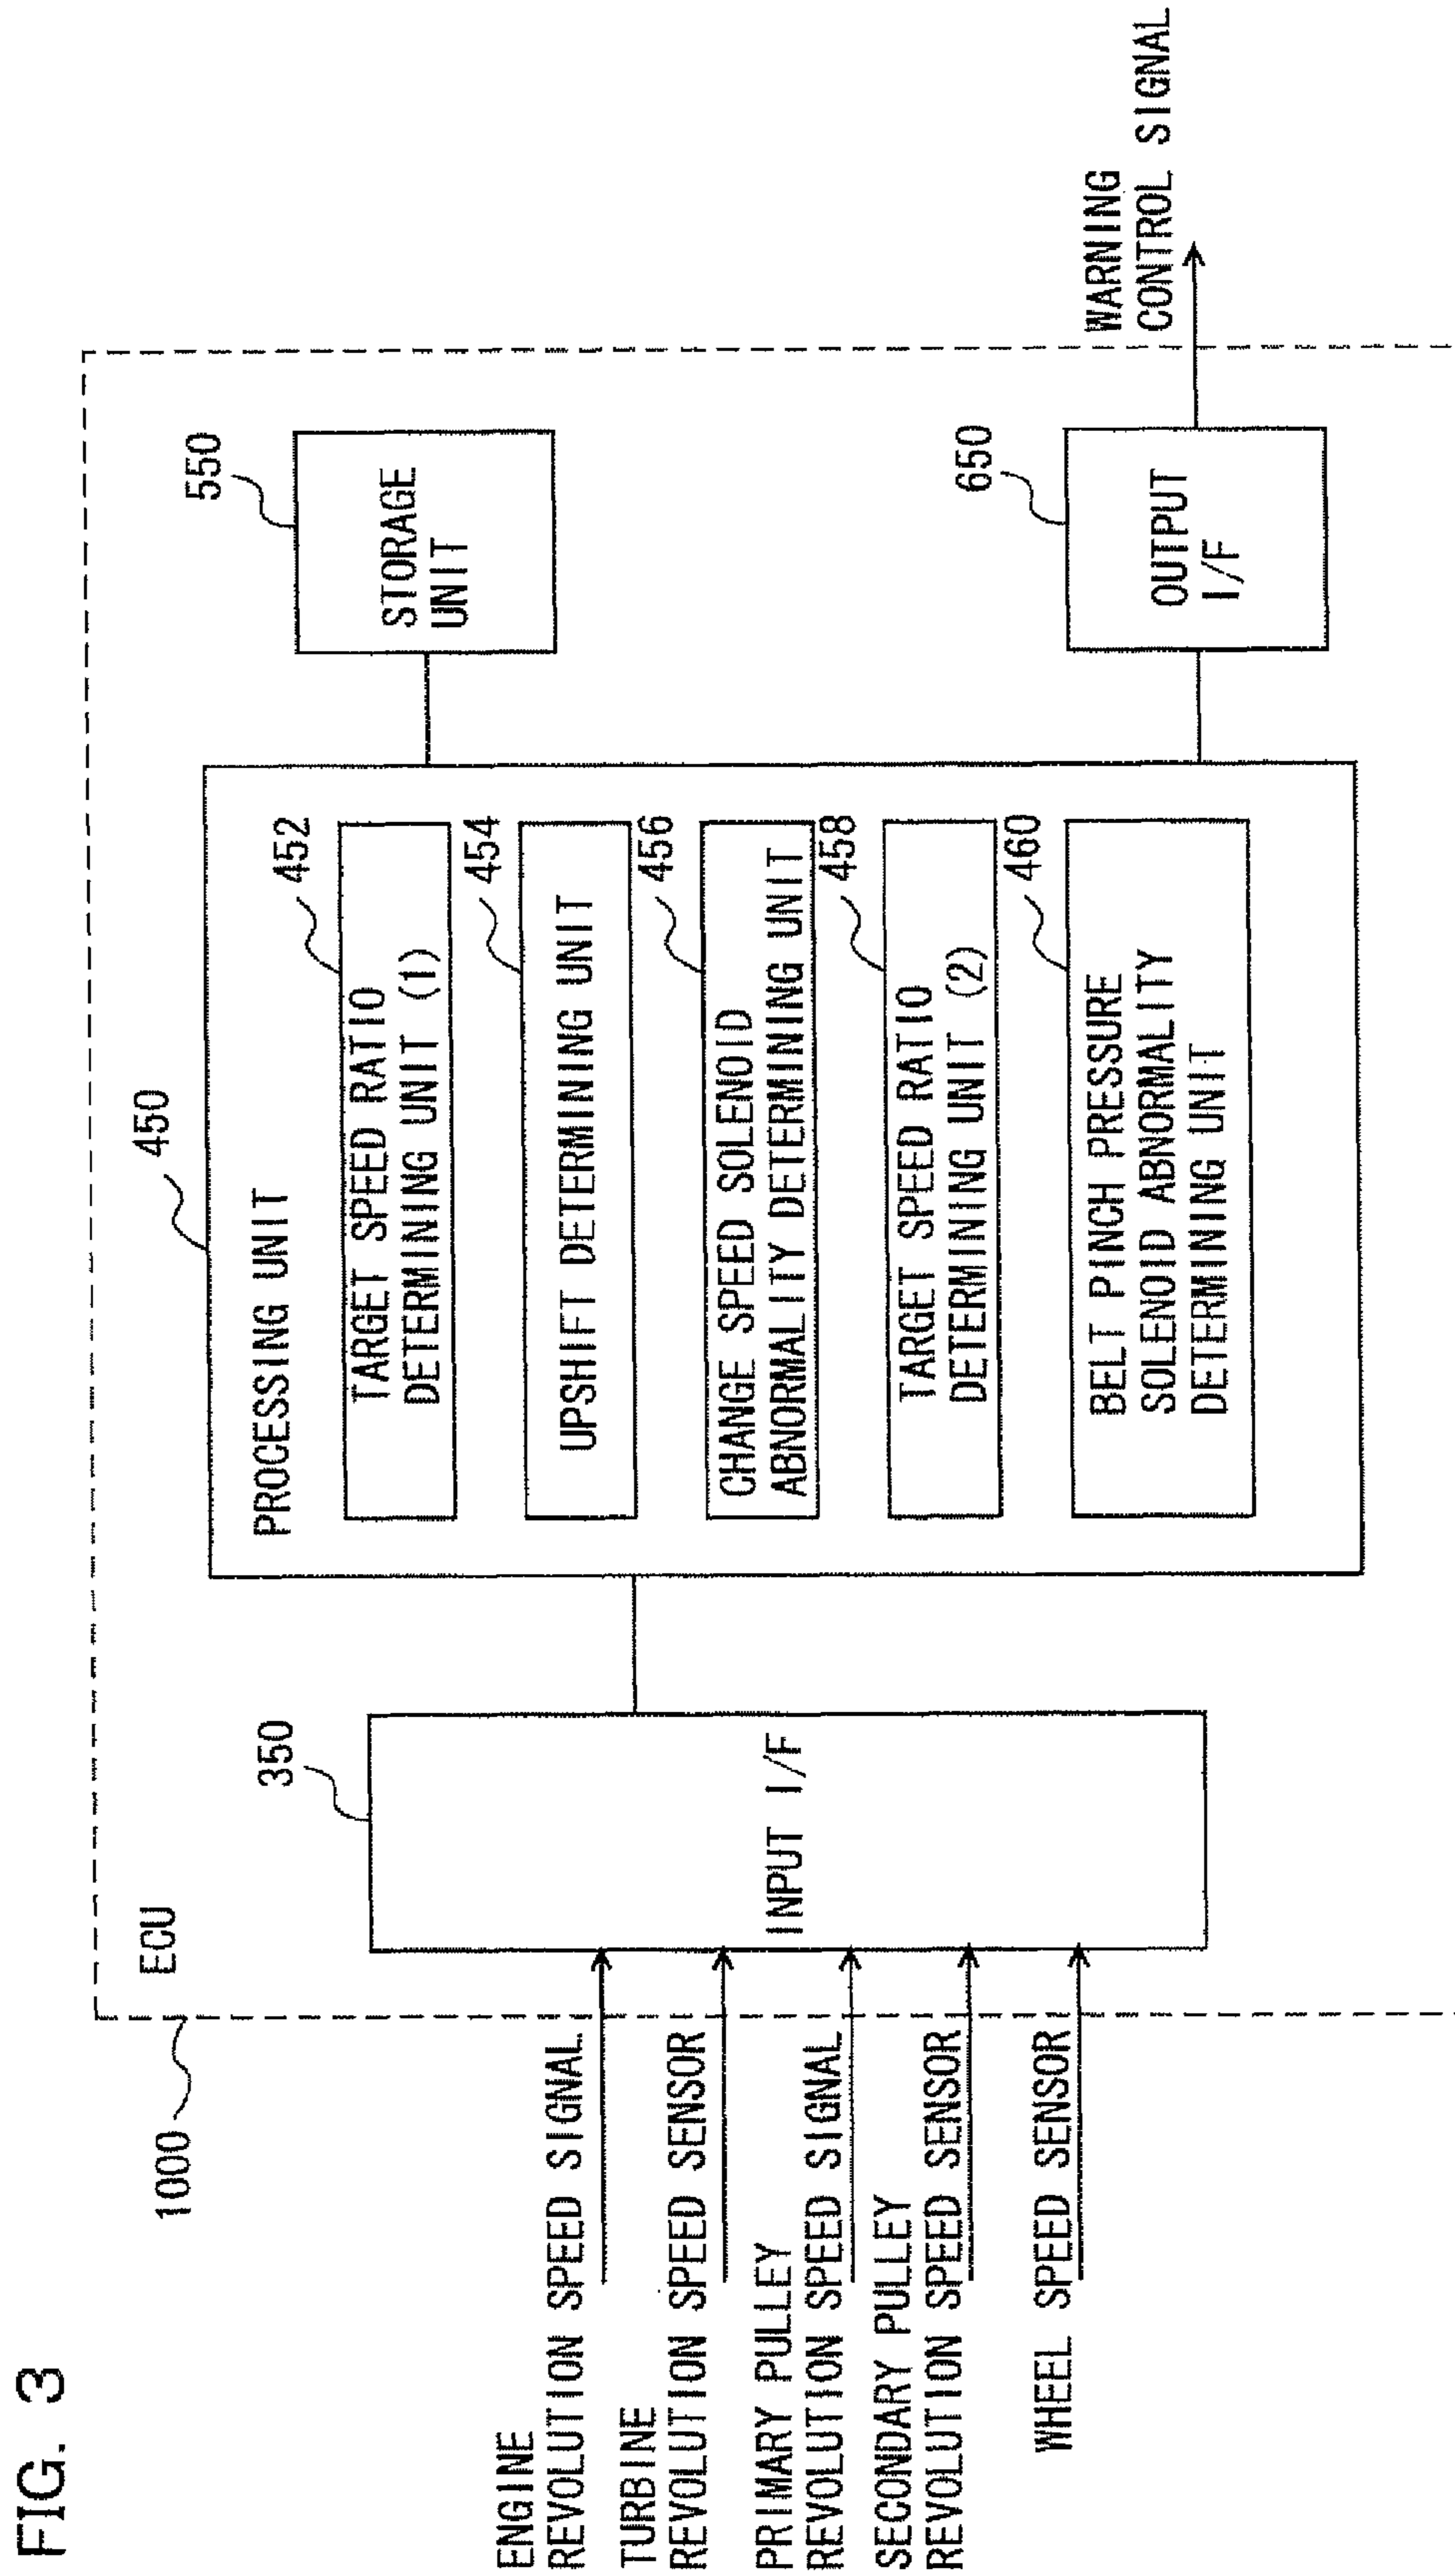 FIG. 3
1000
ECU
ENGINE
REVOLUTION SPEED SIGNAL
TURBINE
REVOLUTION SPEED SENSOR
PRIMARY PULLEY
REVOLUTION SPEED SIGNAL
SECONDARY PULLEY
REVOLUTION SPEED SENSOR
WHEEL SPEED SENSOR
350
INPUT I/F
450
PROCESSING UNIT
452
TARGET SPEED RATIO
DETERMINING UNIT (1)
454
UPSHIFT DETERMINING UNIT
456
CHANGE SPEED SOLENOID
ABNORMALITY DETERMINING UNIT
458
TARGET SPEED RATIO
DETERMINING UNIT (2)
460
BELT PINCH PRESSURE
SOLENOID ABNORMALITY
DETERMINING UNIT
550
STORAGE
UNIT
650
OUTPUT
I/F
WARNING
CONTROL SIGNAL